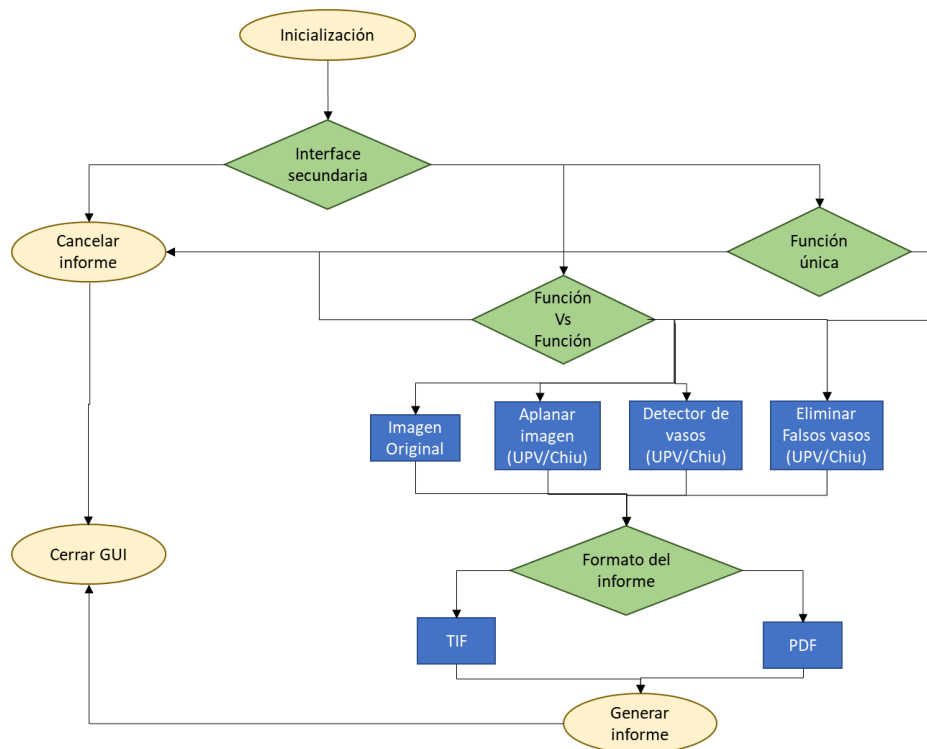 Inicialización
Interface
secundaria
Cancelar
informe
Función
única
Función
Vs
Función
Imagen
Original
Aplanar
imagen
(UPV/Chiu)
Detector de
vasos
(UPV/Chiu)
Eliminar
Falsos vasos
(UPV/Chiu)
Cerrar GUI
Formato del
informe
TIF
PDF
Generar
informe